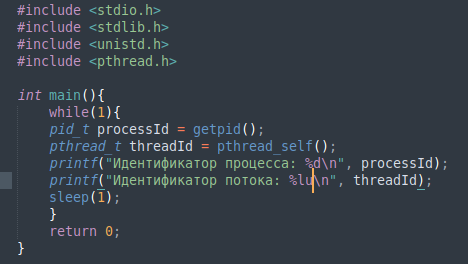 #include <stdio.h>
#include <stdlib.h>
#include <unistd.h>
#include <pthread.h>

int main(){
    while(1){
    pid_t processId = getpid();
    pthread_t threadId = pthread_self();
    printf("Идентификатор процесса: %d\n", processId);
    printf("Идентификатор потока: %lu\n", threadId);
    sleep(1);
    }
    return 0;
}